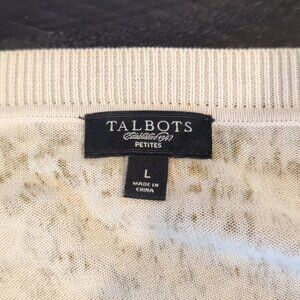 TALBOTS
Established 1947
PETITES
L
MADE IN
CHINA